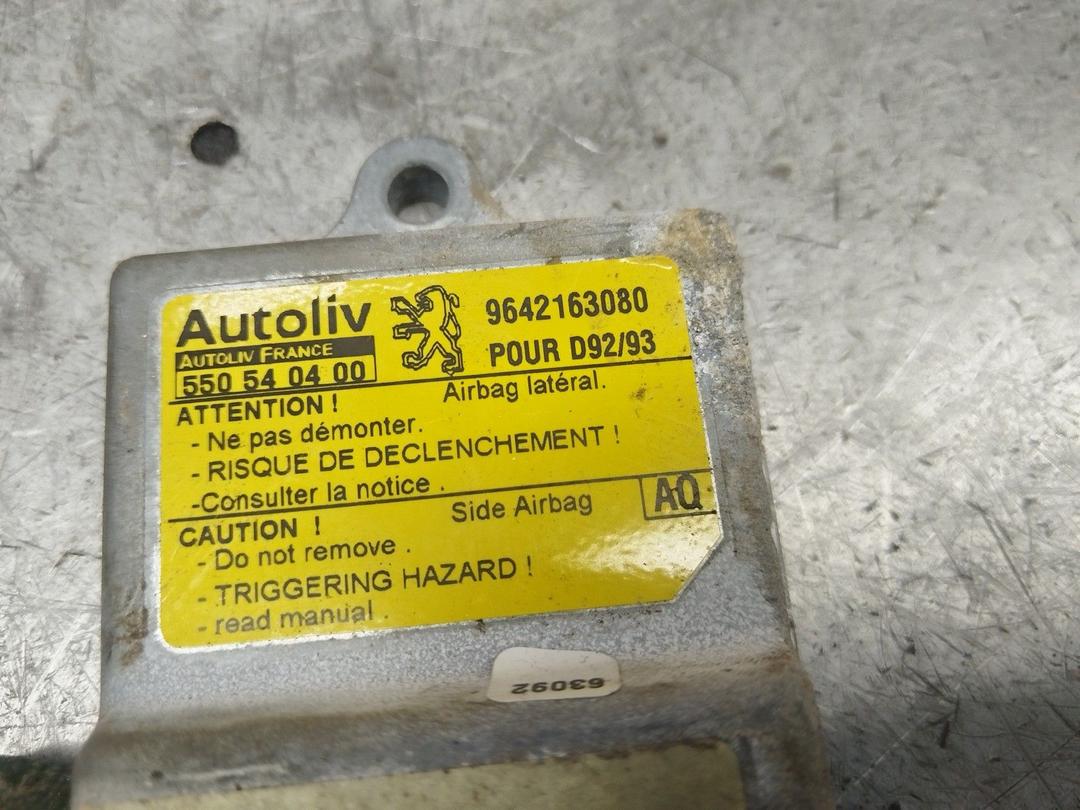 Autoliv
AUTOLIV FRANCE
550 54 04 00
9642163080
POUR D92/93
ATTENTION ! Airbag latéral.
- Ne pas démonter.
- RISQUE DE DECLENCHEMENT !
-Consulter la notice .
CAUTION ! Side Airbag AQ
- Do not remove .
- TRIGGERING HAZARD !
- read manual .
63092